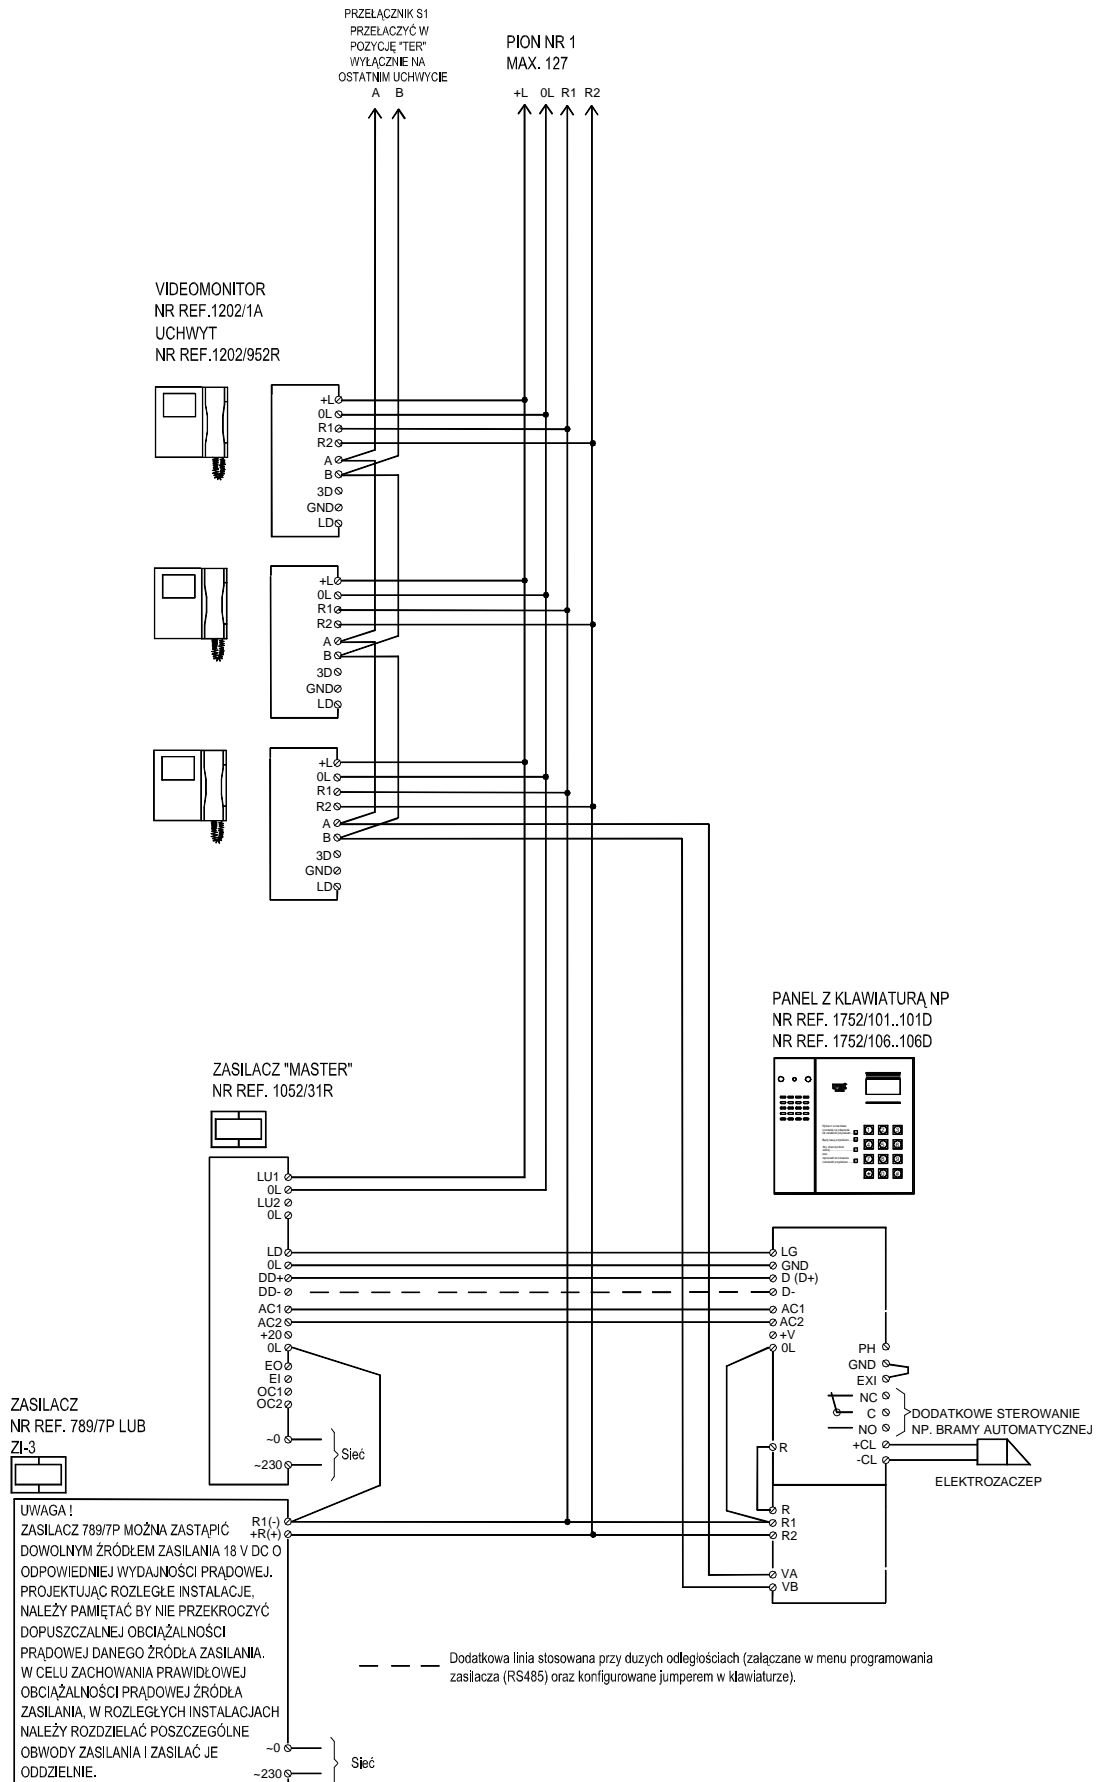 PRZEŁĄCZNIK S1
PRZEŁACZYĆ W
POZYCJĘ "TER"
WYŁĄCZNIE NA
OSTATNIM UCHWYCIE
A B
PION NR 1
MAX. 127
+L 0L R1 R2
VIDEOMONITOR
NR REF.1202/1A
UCHWYT
NR REF.1202/952R
+L
0L
R1
R2
A
B
3D
GND
LD
+L
0L
R1
R2
A
B
3D
GND
LD
+L
0L
R1
R2
A
B
3D
GND
LD
PANEL Z KLAWIATURĄ NP
NR REF. 1752/101..101D
NR REF. 1752/106..106D
ZASILACZ "MASTER"
NR REF. 1052/31R
LU1
0L
LU2
0L
LD
0L
DD+
DD-
AC1
AC2
+20
0L
EO
EI
OC1
OC2
~0
~230
Sieć
LG
GND
D (D+)
D-
AC1
AC2
+V
0L
PH
GND
EXI
NC
C
NO
+CL
-CL
DODATKOWE STEROWANIE
NP. BRAMY AUTOMATYCZNEJ
ELEKTROZACZEP
R
R
R1
R2
VA
VB
ZASILACZ
NR REF. 789/7P LUB
ZI-3
R1(-)
+R(+)
UWAGA !
ZASILACZ 789/7P MOŻNA ZASTĄPIĆ
DOWOLNYM ŹRÓDŁEM ZASILANIA 18 V DC O
ODPOWIEDNIEJ WYDAJNOŚCI PRĄDOWEJ.
PROJEKTUJĄC ROZLEGŁE INSTALACJE,
NALEŻY PAMIĘTAĆ BY NIE PRZEKROCZYĆ
DOPUSZCZALNEJ OBCIĄŻALNOŚCI
PRĄDOWEJ DANEGO ŹRÓDŁA ZASILANIA.
W CELU ZACHOWANIA PRAWIDŁOWEJ
OBCIĄŻALNOŚCI PRĄDOWEJ ŹRÓDŁA
ZASILANIA, W ROZLEGŁYCH INSTALACJACH
NALEŻY ROZDZIELAĆ POSZCZEGÓLNE
OBWODY ZASILANIA I ZASILAĆ JE
ODDZIELNIE.
~0
~230
Sieć
Dodatkowa linia stosowana przy duzych odległościach (załączane w menu programowania
zasilacza (RS485) oraz konfigurowane jumperem w klawiaturze).